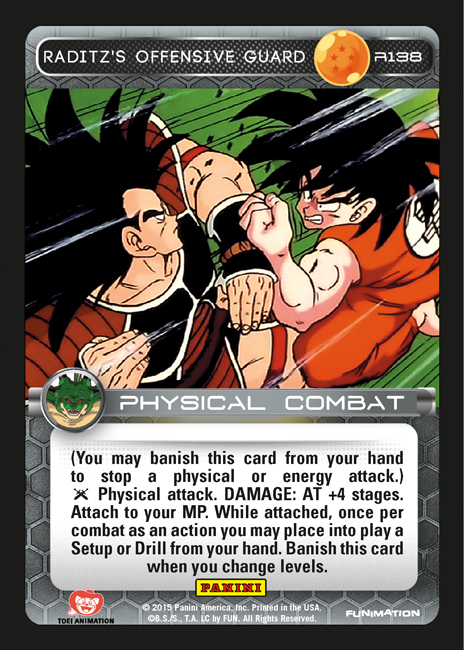 RADITZ'S OFFENSIVE GUARD R138
PHYSICAL COMBAT
(You may banish this card from your hand
to stop a physical or energy attack.)
Physical attack. DAMAGE: AT +4 stages.
Attach to your MP. While attached, once per
combat as an action you may place into play a
Setup or Drill from your hand. Banish this card
when you change levels.
PANINI
© 2015 Panini America, Inc. Printed in the USA.
©B.S./S., T.A. LC by FUN. All Rights Reserved.
TOEI ANIMATION
FUNIMATION